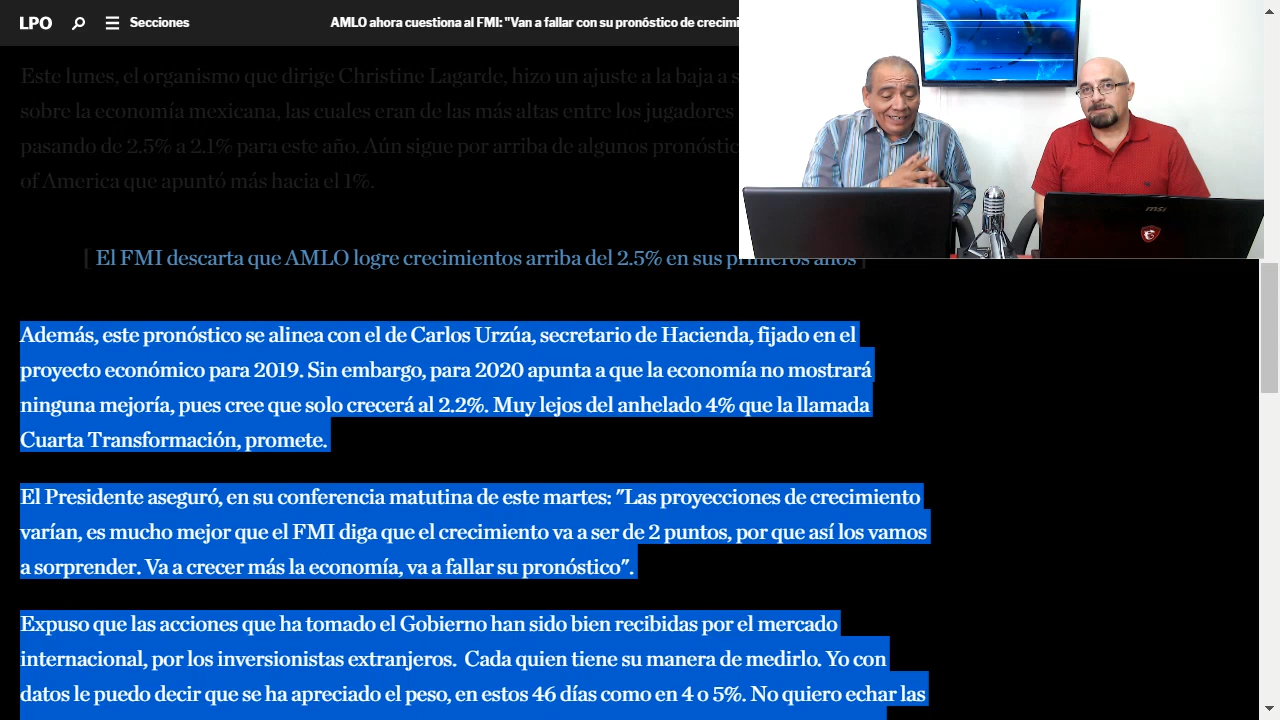 LPO
Secciones
AMLO ahora cuestiona al FMI: "Van a fallar con su pronóstico de crecimi
Este lunes, el organismo que dirige Christine Lagarde, hizo un ajuste a la baja a s
sobre la economía mexicana, las cuales eran de las más altas entre los jugadores
pasando de 2.5% a 2.1% para este año. Aún sigue por arriba de algunos pronóstic
of America que apuntó más hacia el 1%.
[ El FMI descarta que AMLO logre crecimientos arriba del 2.5% en sus primeros años ]
Además, este pronóstico se alinea con el de Carlos Urzúa, secretario de Hacienda, fijado en el
proyecto económico para 2019. Sin embargo, para 2020 apunta a que la economía no mostrará
ninguna mejoría, pues cree que solo crecerá al 2.2%. Muy lejos del anhelado 4% que la llamada
Cuarta Transformación, promete.
El Presidente aseguró, en su conferencia matutina de este martes: "Las proyecciones de crecimiento
varían, es mucho mejor que el FMI diga que el crecimiento va a ser de 2 puntos, por que así los vamos
a sorprender. Va a crecer más la economía, va a fallar su pronóstico".
Expuso que las acciones que ha tomado el Gobierno han sido bien recibidas por el mercado
internacional, por los inversionistas extranjeros. Cada quien tiene su manera de medirlo. Yo con
datos le puedo decir que se ha apreciado el peso, en estos 46 días como en 4 o 5%. No quiero echar las
msi